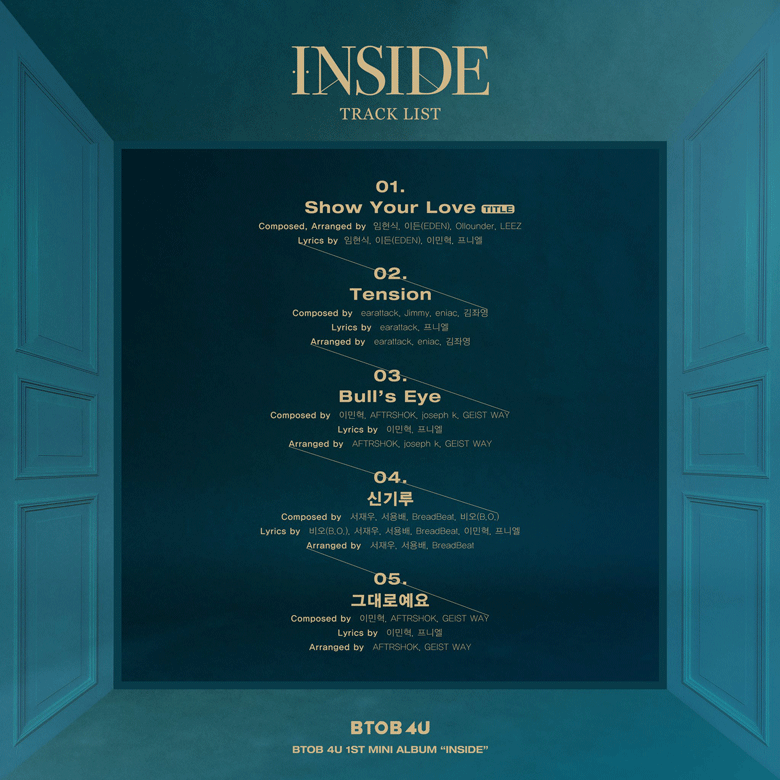 INSIDE
TRACK LIST
01.
Show Your Love TITLE
Composed, Arranged by 임현식, 이든(EDEN), Ollounder, LEEZ
Lyrics by 임현식, 이든(EDEN), 이민혁, 프니엘
02.
Tension
Composed by earattack, Jimmy, eniac, 김좌영
Lyrics by earattack, 프니엘
Arranged by earattack, eniac, 김좌영
03.
Bull's Eye
Composed by 이민혁, AFTRSHOK, joseph k, GEIST WAY
Lyrics by 이민혁, 프니엘
Arranged by AFTRSHOK, joseph k, GEIST WAY
04.
신기루
Composed by 서재우, 서용배, BreadBeat, 비오(B.O.)
Lyrics by 비오(B.O.), 서재우, 서용배, BreadBeat, 이민혁, 프니엘
Arranged by 서재우, 서용배, BreadBeat
05.
그대로예요
Composed by 이민혁, AFTRSHOK, GEIST WAY
Lyrics by 이민혁, 프니엘
Arranged by AFTRSHOK, GEIST WAY
BTOB 4U
BTOB 4U 1ST MINI ALBUM “INSIDE”